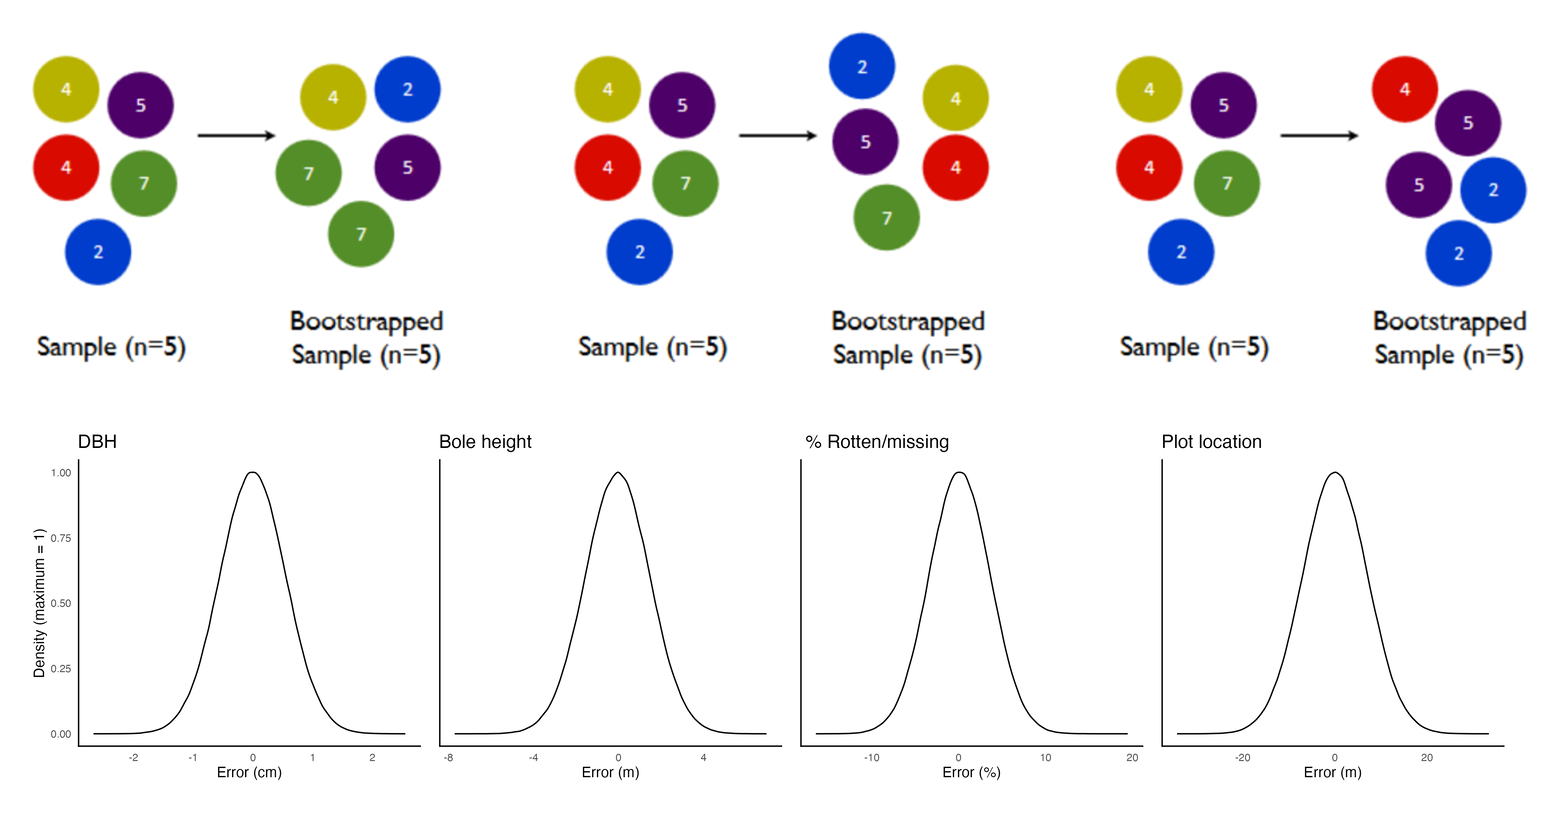 4
5
4
7
2
Sample (n=5)
4
2
7
5
7
Bootstrapped
Sample (n=5)
4
5
4
7
2
Sample (n=5)
2
4
5
4
7
Bootstrapped
Sample (n=5)
4
5
4
7
2
Sample (n=5)
4
5
5
2
2
Bootstrapped
Sample (n=5)
DBH
Density (maximum = 1)
1.00
0.75
0.50
0.25
0.00
-2 -1 0 1 2
Error (cm)
Bole height
-8 -4 0 4
Error (m)
% Rotten/missing
-10 0 10 20
Error (%)
Plot location
-20 0 20
Error (m)